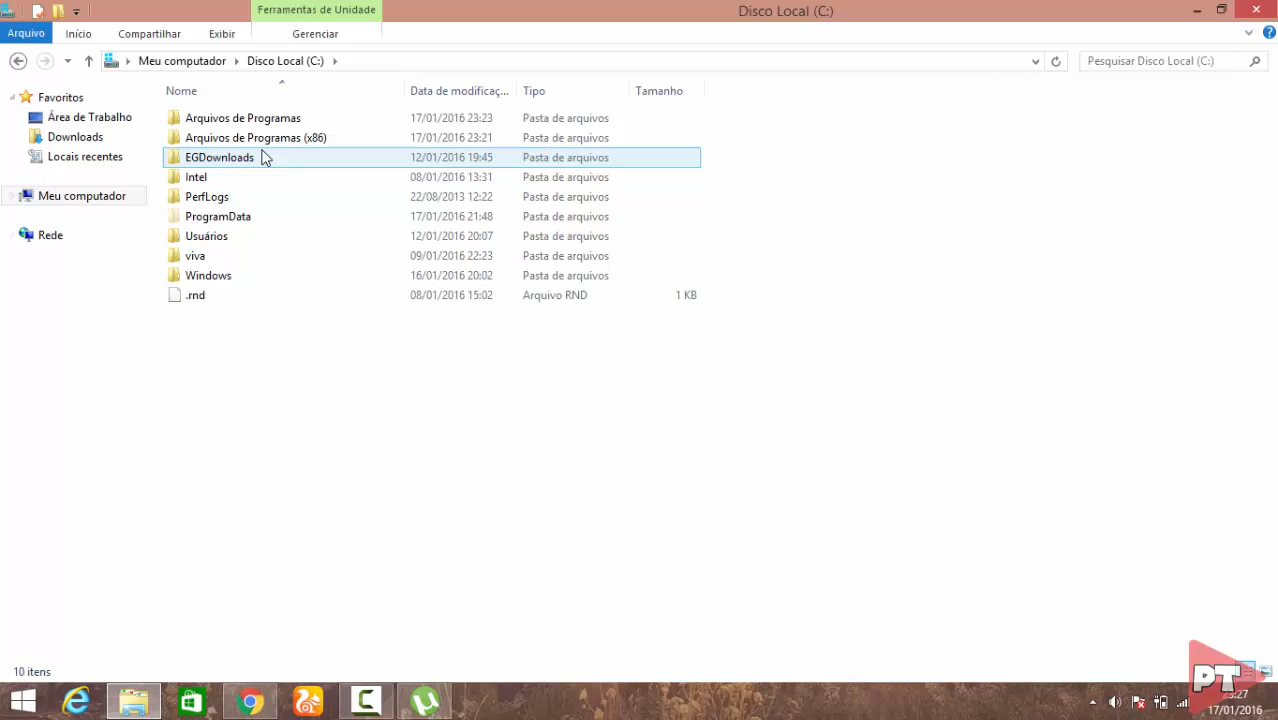 Ferramentas de Unidade
Disco Local (C:)
Arquivo Início Compartilhar Exibir Gerenciar
Meu computador Disco Local (C:) Pesquisar Disco Local (C:)
Nome Data de modificaç... Tipo Tamanho
Favoritos
Área de Trabalho
Downloads
Locais recentes
Meu computador
Rede
Arquivos de Programas 17/01/2016 23:23 Pasta de arquivos
Arquivos de Programas (x86) 17/01/2016 23:21 Pasta de arquivos
EGDownloads 12/01/2016 19:45 Pasta de arquivos
Intel 08/01/2016 13:31 Pasta de arquivos
PerfLogs 22/08/2013 12:22 Pasta de arquivos
ProgramData 17/01/2016 21:48 Pasta de arquivos
Usuários 12/01/2016 20:07 Pasta de arquivos
viva 09/01/2016 22:23 Pasta de arquivos
Windows 16/01/2016 20:02 Pasta de arquivos
.rnd 08/01/2016 15:02 Arquivo RND 1 KB
10 itens
PT
17/01/2016